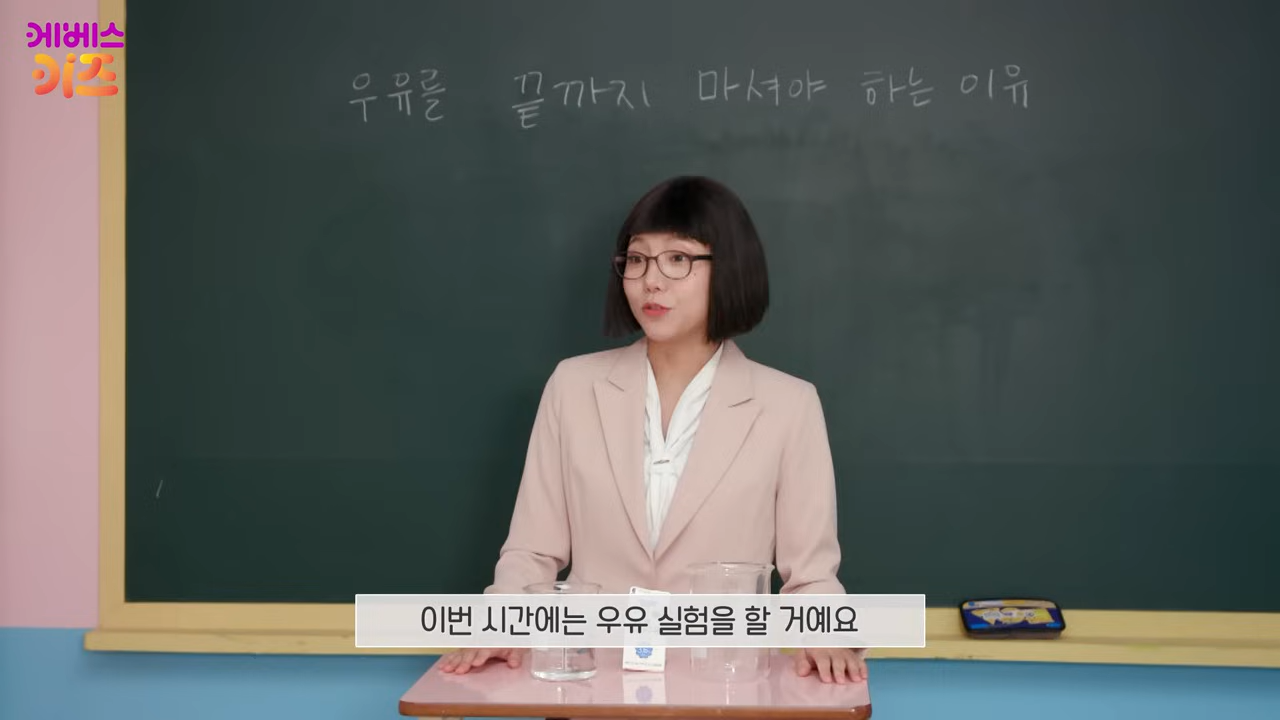 케베스
키즈
우유를 끝까지 마셔야 하는 이유
이번 시간에는 우유 실험을 할 거예요